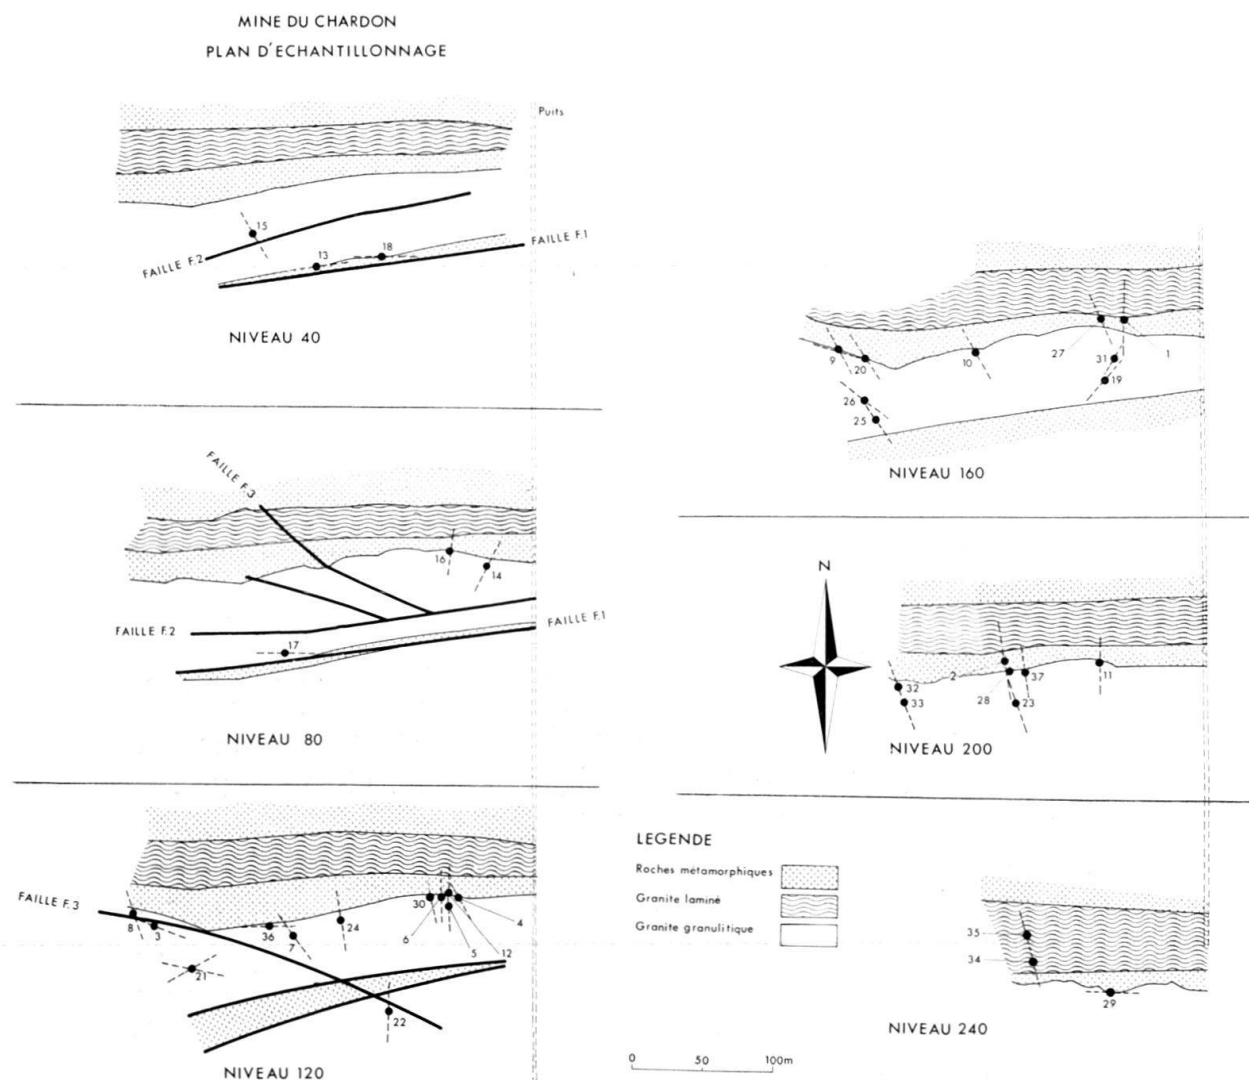 MINE DU CHARDON
PLAN D'ECHANTILLONNAGE
Puits
15
FAILLE F.2
13
18
FAILLE F.1
NIVEAU 40
FAILLE F.3
16
14
FAILLE F.2
17
FAILLE F.1
NIVEAU 80
FAILLE F.3
8
3
36
7
24
30
6
5
12
4
21
22
NIVEAU 120
9
20
10
27
31
1
19
26
25
NIVEAU 160
N
2
32
33
28
37
23
11
NIVEAU 200
LEGENDE
Roches métamorphiques
Granite laminé
Granite granulitique
35
34
29
NIVEAU 240
0 50 100m